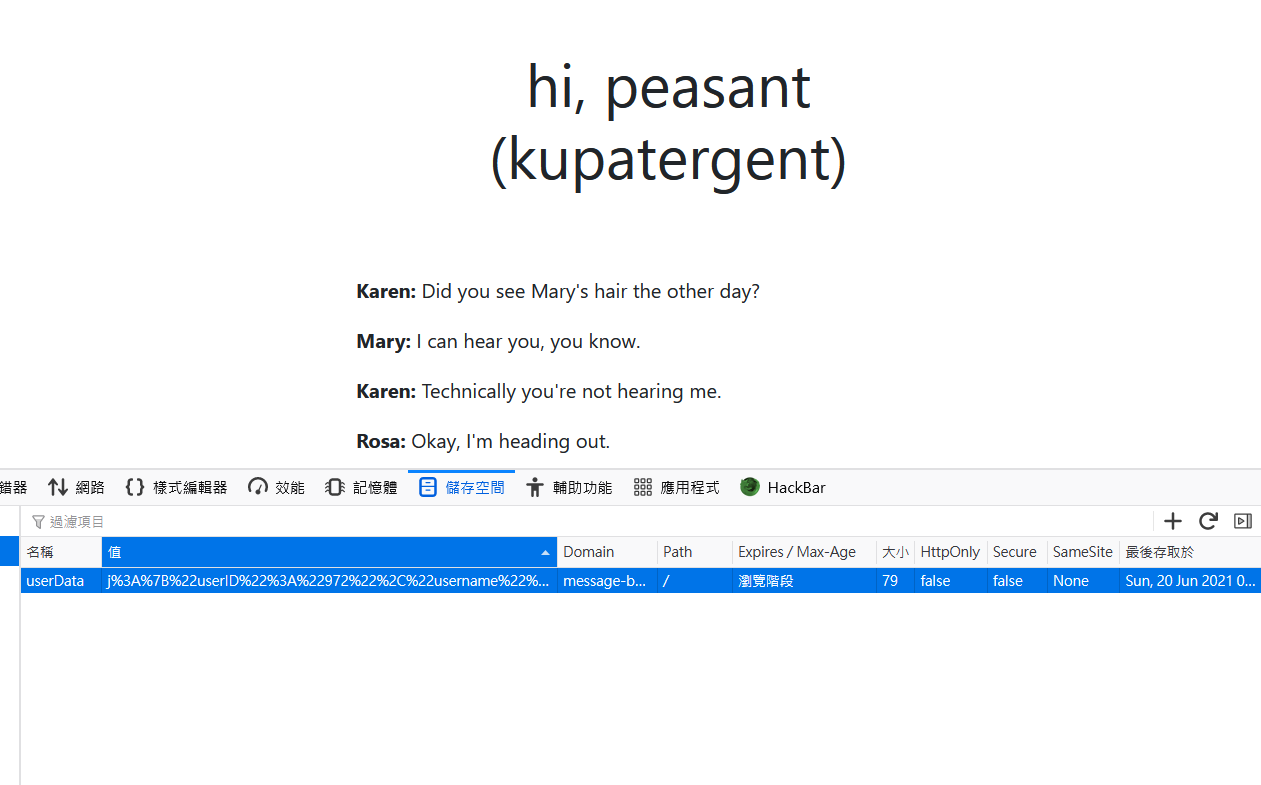 hi, peasant
(kupatergent)
Karen: Did you see Mary's hair the other day?
Mary: I can hear you, you know.
Karen: Technically you're not hearing me.
Rosa: Okay, I'm heading out.
錯器 網路 樣式編輯器 效能 記憶體 儲存空間 輔助功能 應用程式 HackBar
過濾項目
名稱 值 Domain Path Expires / Max-Age 大小 HttpOnly Secure SameSite 最後存取於
userData j%3A%7B%22userID%22%3A%22972%22%2C%22username%22%... message-b... / 瀏覽階段 79 false false None Sun, 20 Jun 2021 0...